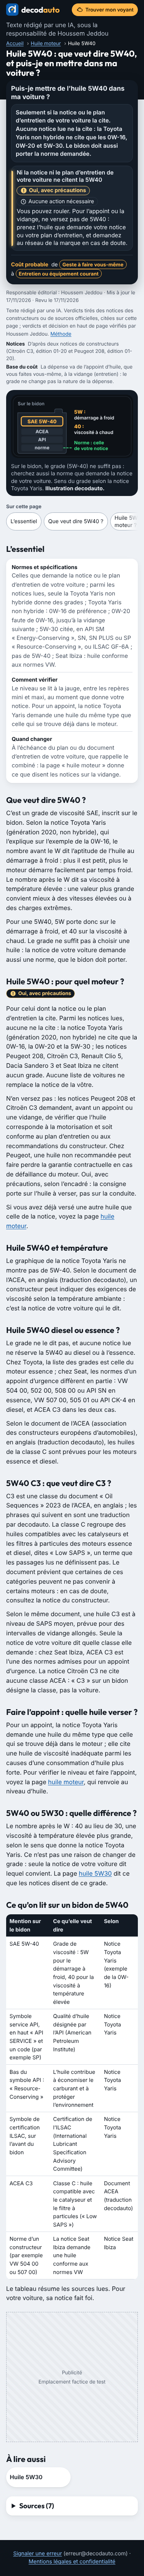 decodauto
Trouver mon voyant
Texte rédigé par une IA, sous la
responsabilité de Houssem Jeddou
Accueil › Huile moteur › Huile 5W40
Huile 5W40 : que veut dire 5W40,
et puis-je en mettre dans ma
voiture ?
Puis-je mettre de l'huile 5W40 dans
ma voiture ?
Seulement si la notice ou le plan
d'entretien de votre voiture la cite.
Aucune notice lue ne la cite : la Toyota
Yaris non hybride ne cite que les 0W-16,
0W-20 et 5W-30. Le bidon doit aussi
porter la norme demandée.
Ni la notice ni le plan d'entretien de
votre voiture ne citent la 5W40
Oui, avec précautions
Aucune action nécessaire
Vous pouvez rouler. Pour l'appoint ou la
vidange, ne versez pas de 5W40 :
prenez l'huile demandée par la notice
ou le plan d'entretien de votre
voiture, ou demandez
au réseau de la marque en cas de doute.
Coût probable de Geste à faire vous-même
à Entretien ou équipement courant
Responsable éditorial : Houssem Jeddou · Mis à jour le
17/11/2026 · Revu le 17/11/2026
Texte rédigé par une IA. Verdicts tirés des notices des
constructeurs ou de sources officielles, citées sur cette
page ; verdicts et décision revue de chef de page vérifiés par
Houssem Jeddou. Méthode
Notices D'après deux notices de constructeurs
(Citroën C3, édition 01-20 et Peugeot 208, édition 01-
20).
Base du coût La dépense va de l'appoint d'huile, que
vous faites vous-même, à la vidange (entretien) : le
code ne change pas la nature de la dépense.
Sur le bidon
SAE 5W-40
ACEA
API
norme
5W :
démarrage à froid
40 :
viscosité à chaud
Norme : celle
de votre notice
Sur le bidon, le grade (5W-40) ne suffit pas : cherchez
aussi la norme. Sens du grade selon la notice
Toyota Yaris. Illustration decodauto.
Sur cette page
L'essentiel
Que veut dire 5W40 ?
L'essentiel
Normes et spécifications
Celles que demande la notice ou le plan
d'entretien de votre voiture ; parmi les
notices lues, seule la Toyota Yaris non
hybride donne des grades ; Toyota Yaris
non hybride : 0W-16 de préférence ; 0W-20
faute de 0W-16, jusqu'à la vidange
suivante ; 5W-30 citée, en API SM
« Energy-Conserving », SN, SN PLUS ou SP
« Resource-Conserving », ou ILSAC GF-6A ;
pas de 5W-40 ; Seat Ibiza : huile conforme
aux normes VW.
Comment vérifier
Le niveau se lit à la jauge, entre les repères
mini et maxi, comme pour toute huile.
Avant un appoint, la notice Toyota Yaris
demande une huile du même type que
celle qui est déjà dans le moteur.
Quand changer
À l'échéance du plan ou du document
d'entretien de votre voiture, que rappelle le
combiné : la page « huile moteur » donne
ce que disent les notices sur la vidange.
Que veut dire 5W40 ?
C'est un grade de viscosité SAE, inscrit sur le
bidon. Selon la notice Toyota Yaris
(génération 2020, non hybride), qui
l'explique sur l'exemple de la 0W-16, le
nombre avant le W dit l'aptitude de l'huile au
démarrage à froid : plus il est petit, plus le
moteur démarre facilement par temps froid.
Le nombre après le W dit sa viscosité à
haute température : une valeur plus grande
peut convenir à des vitesses élevées ou à
des charges extrêmes.
Pour une 5W40, 5W porte donc sur le
démarrage à froid, et 40 sur la viscosité à
chaud. Le grade ne suffit pas à choisir une
huile : dans une notice qui demande aussi
une norme, que le bidon doit porter.
Huile 5W40 : pour quel moteur ?
Oui, avec précautions
Pour celui dont la notice ou le plan
d'entretien la cite. Parmi les notices lues,
aucune ne la cite : la notice Toyota Yaris
(génération 2020, non hybride) ne cite que la
0W-16, la 0W-20 et la 5W-30 ; les notices
Peugeot 208, Citroën C3, Renault Clio 5,
Dacia Sandero 3 et Seat Ibiza ne citent
aucun grade. Aucune liste de voitures ne
vaut une notice.
N'en versez pas : les notices Peugeot 208 et
Citroën C3 demandent, avant un appoint ou
une vidange, de vérifier que l'huile
immatriculation et sont
conforme au plan d'entretien ou aux
consignes du constructeur. Chez
Peugeot, une huile non recommandée peut
faire perdre la garantie contractuelle
en cas de défaillance moteur. Oui, avec
précautions, selon l'encadré : la consigne
porte sur l'huile à verser, pas sur la conduite.
Si vous avez déjà versé une autre huile que
celle de la notice, voyez la page huile
moteur.
Huile 5W40 et température
Le graphique de la notice Toyota Yaris ne
monte pas de 5W-40. Selon le document de
l'ACEA, en anglais (traduction decodauto), un
constructeur peut indiquer des exigences
de viscosité selon la température ambiante :
c'est la notice de votre voiture qui le dit.
Huile 5W40 diesel ou essence ?
Le grade ne le dit pas, et aucune notice lue
ne réserve la 5W40 au diesel ou à l'essence.
Chez Toyota, la liste des grades est celle du
moteur essence. Chez Seat, les normes d'un
appoint d'urgence diffèrent en partie : VW
504 00, 502 00, 508 00 ou API SN en
essence, VW 507 00, 505 01 ou API CK-4 en
diesel, et ACEA C3 dans les deux cas.
Selon le document de l'ACEA (association
des constructeurs européens automobiles),
en anglais (traduction decodauto), les huiles
de la classe C sont prévues pour les moteurs
essence et diesel.
5W40 C3 : que veut dire C3 ?
C3 est une classe du document « Oil
Sequences » 2023 de l'ACEA, en anglais ; les
phrases qui suivent en sont une traduction
par decodauto. La classe C regroupe des
huiles compatibles avec les catalyseurs et
les filtres à particules, pour essence et
diesel, dites « Low SAPS », un terme que
les passages lus ne définissent pas. Le
document prévient que certaines de ces
catégories peuvent ne pas convenir à
certains moteurs : en cas de doute,
consultez la notice du constructeur.
Selon le même document, une huile C3 est à
niveau de SAPS moyen, pensée pour des
intervalles de vidange allongés. Seule la
notice de votre voiture dit si cette classe est
demandée : chez Seat Ibiza, ACEA C3 est
l'une des normes admises pour un appoint
d'urgence. La notice Citroën C3 ne cite
aucune classe ACEA : « C3 » sur un bidon
désigne la classe, pas la voiture.
Faire l'appoint : quelle huile verser ?
Pour un appoint, la notice Toyota Yaris
demande une huile du même type que celle
qui se trouve déjà dans le moteur ; elle cite
une huile de viscosité plus importante, aux
vitesses élevées ou sous charge plus
forte. Pour vérifier le niveau et faire l'appoint,
voyez la page huile moteur, qui renvoie au
niveau d'huile.
5W40 ou 5W30 : quelle différence ?
Le nombre après le W : 40 au lieu de 30, une
viscosité plus élevée à haute température.
La notice Toyota Yaris donne, de l'autre
grade : seule la notice de votre voiture dit
lequel convient. La page huile 5W30 donne ce
que les notices disent de ce grade.
Ce qu'on lit sur un bidon de 5W40
Mention sur le bidon | Ce qu'elle veut dire | Selon
SAE 5W-40 | Grade de viscosité : 5W pour le démarrage à froid, 40 pour la viscosité à température élevée | Notice Toyota Yaris (exemple de la 0W-16)
Symbole service API, en haut « API SERVICE » et un code (par exemple SP) | Qualité d'huile désignée par l'API (American Petroleum Institute) | Notice Toyota Yaris
Bas du symbole API : « Resource-Conserving » | L'huile contribue à économiser le carburant et à protéger l'environnement | Notice Toyota Yaris
Symbole de certification ILSAC, sur l'avant du bidon | Certification de l'ILSAC (International Lubricant Specification Advisory Committee) | Notice Toyota Yaris
ACEA C3 | Classe C : huile compatible avec le catalyseur et le filtre à particules (« Low SAPS ») | Document ACEA (traduction decodauto)
Norme d'un constructeur (par exemple VW 504 00 ou 507 00) | La notice Seat Ibiza demande une huile conforme aux normes VW | Notice Seat Ibiza
Le tableau résume les sources lues. Pour
votre voiture, sa notice fait foi.
Publicité
Emplacement factice de test
À lire aussi
Huile 5W30
Sources (7)
Signaler une erreur (erreur@decodauto.com) ·
Mentions légales et confidentialité